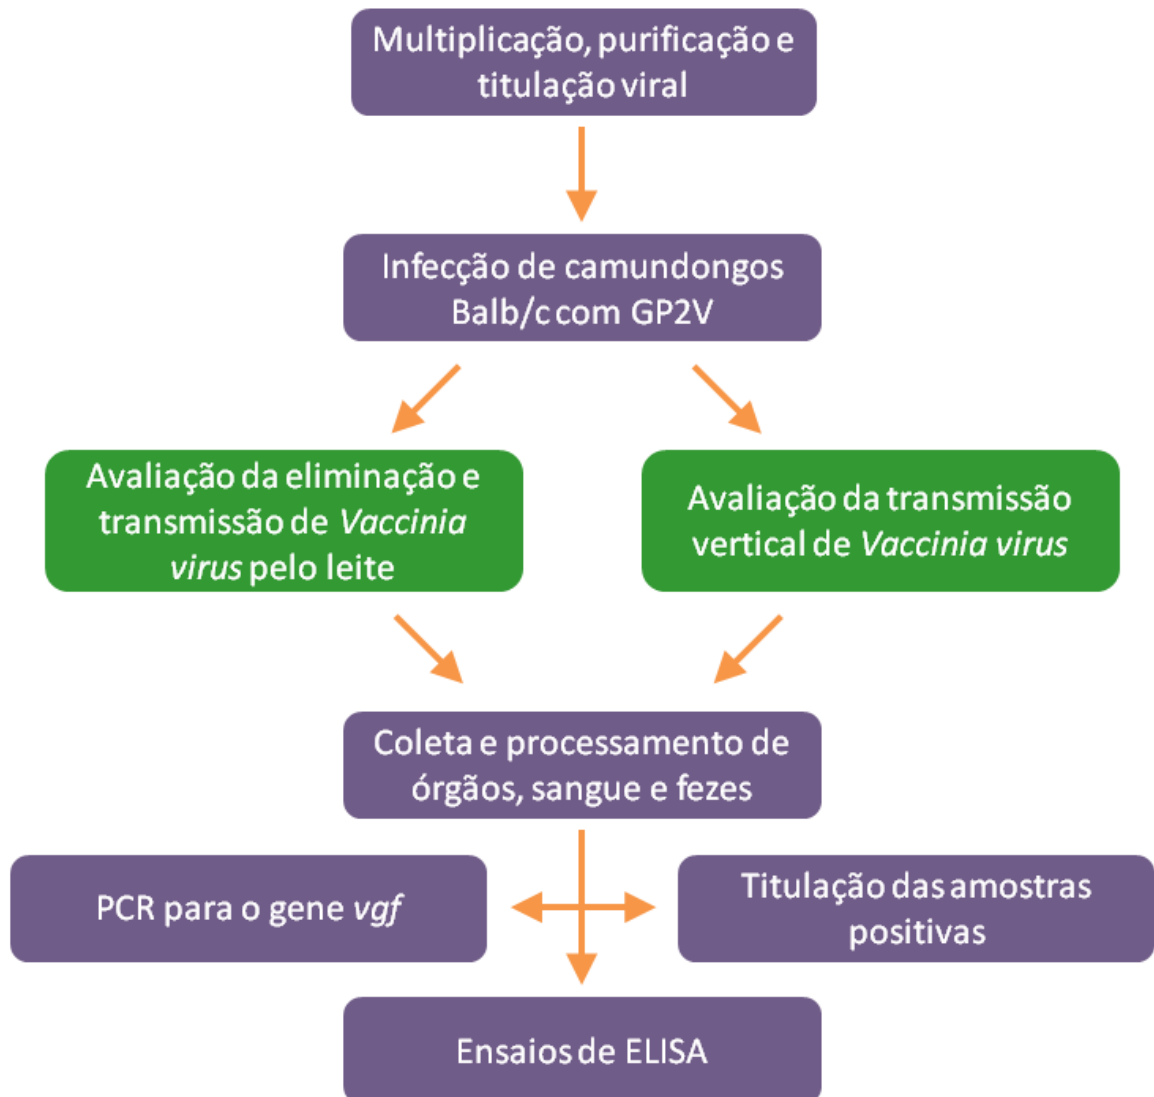 Multiplicação, purificação e
titulação viral
Infecção de camundongos
Balb/c com GP2V
Avaliação da eliminação e
transmissão de Vaccinia
virus pelo leite
Avaliação da transmissão
vertical de Vaccinia virus
Coleta e processamento de
órgãos, sangue e fezes
PCR para o gene vgf
Titulação das amostras
positivas
Ensaios de ELISA